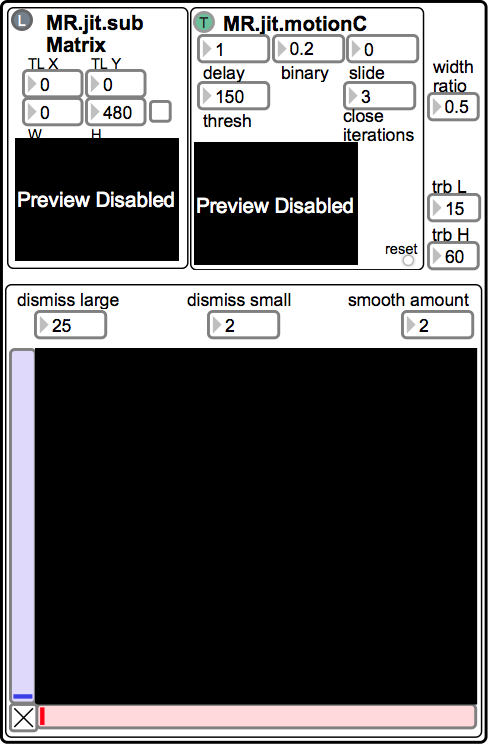 L
MR.jit.sub
Matrix
TL X TL Y
0 0
0 480
W H
Preview Disabled
T
MR.jit.motionC
1 0.2 0
delay binary slide
150 3
thresh close
iterations
Preview Disabled
reset
width
ratio
0.5
trb L
15
trb H
60
dismiss large dismiss small smooth amount
25 2 2